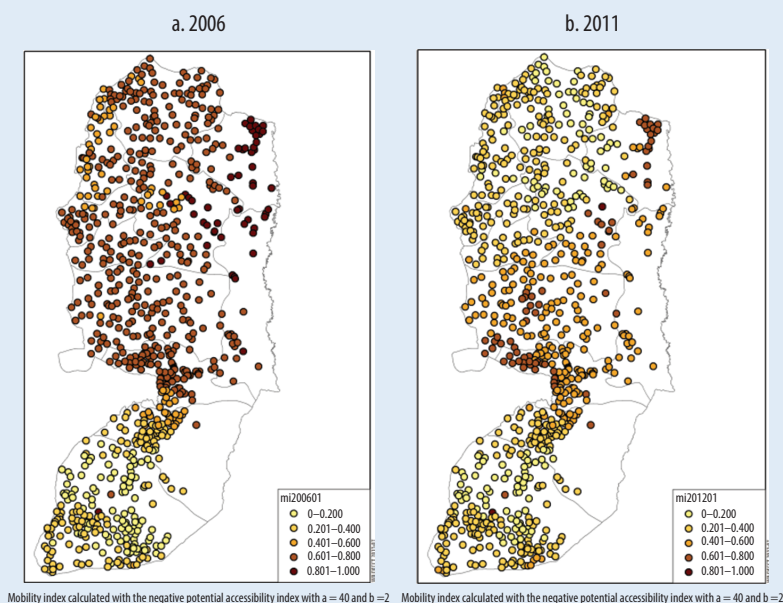 a. 2006
b. 2011
mi200601
0–0.200
0.201–0.400
0.401–0.600
0.601–0.800
0.801–1.000
mi201201
0–0.200
0.201–0.400
0.401–0.600
0.601–0.800
0.801–1.000
Mobility index calculated with the negative potential accessibility index with a = 40 and b =2
Mobility index calculated with the negative potential accessibility index with a = 40 and b =2